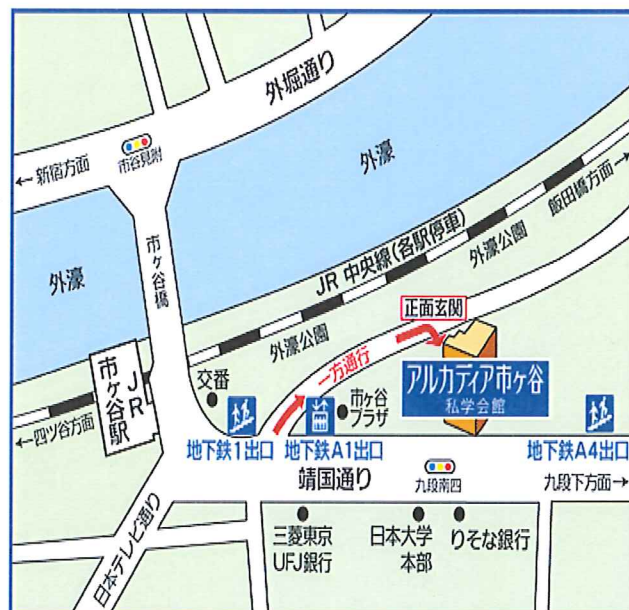 外堀通り
←新宿方面
市谷見附
外濠
飯田橋方面→
市ヶ谷橋
外濠
JR 中央線(各駅停車)
外濠公園
正面玄関
外濠公園
一方通行
アルカディア市ヶ谷
私学会館
交番
市ヶ谷
プラザ
JR
市ヶ谷駅
←四ツ谷方面
地下鉄1出口
地下鉄A1出口
地下鉄A4出口
靖国通り
九段南四
九段下方面→
日本テレビ通り
三菱東京
UFJ銀行
日本大学
本部
りそな銀行